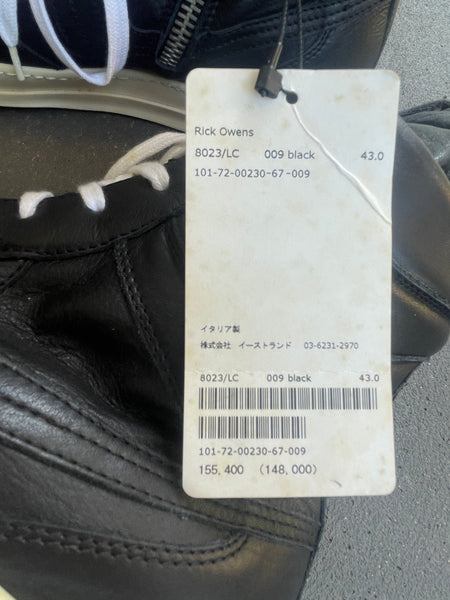 Rick Owens
8023/LC 009 black 43.0
101-72-00230-67-009
イタリア製
株式会社 イーストランド 03-6231-2970
8023/LC 009 black 43.0
101-72-00230-67-009
155,400 (148,000)